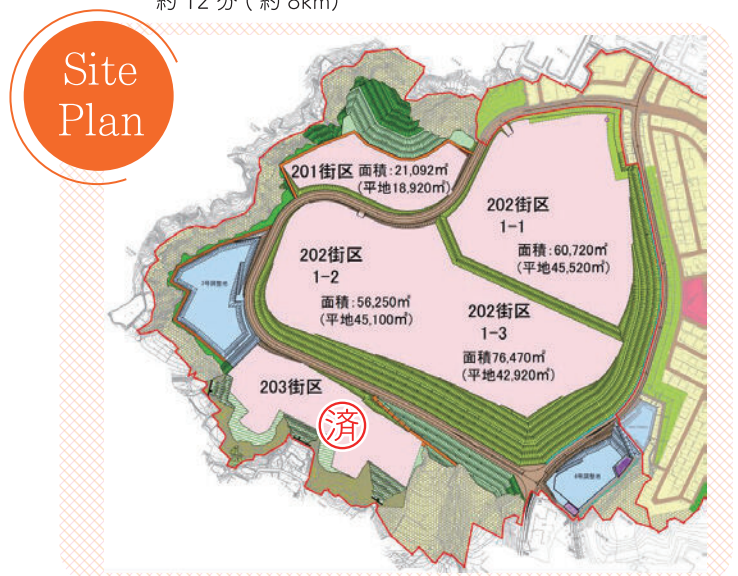 約 12 分 ( 約 8km)
Site
Plan
201街区 面積:21,092㎡
(平地18,920㎡)
202街区
1-1
面積:60,720㎡
(平地45,520㎡)
202街区
1-2
面積:56,250㎡
(平地45,100㎡)
202街区
1-3
面積76,470㎡
(平地42,920㎡)
203街区
済